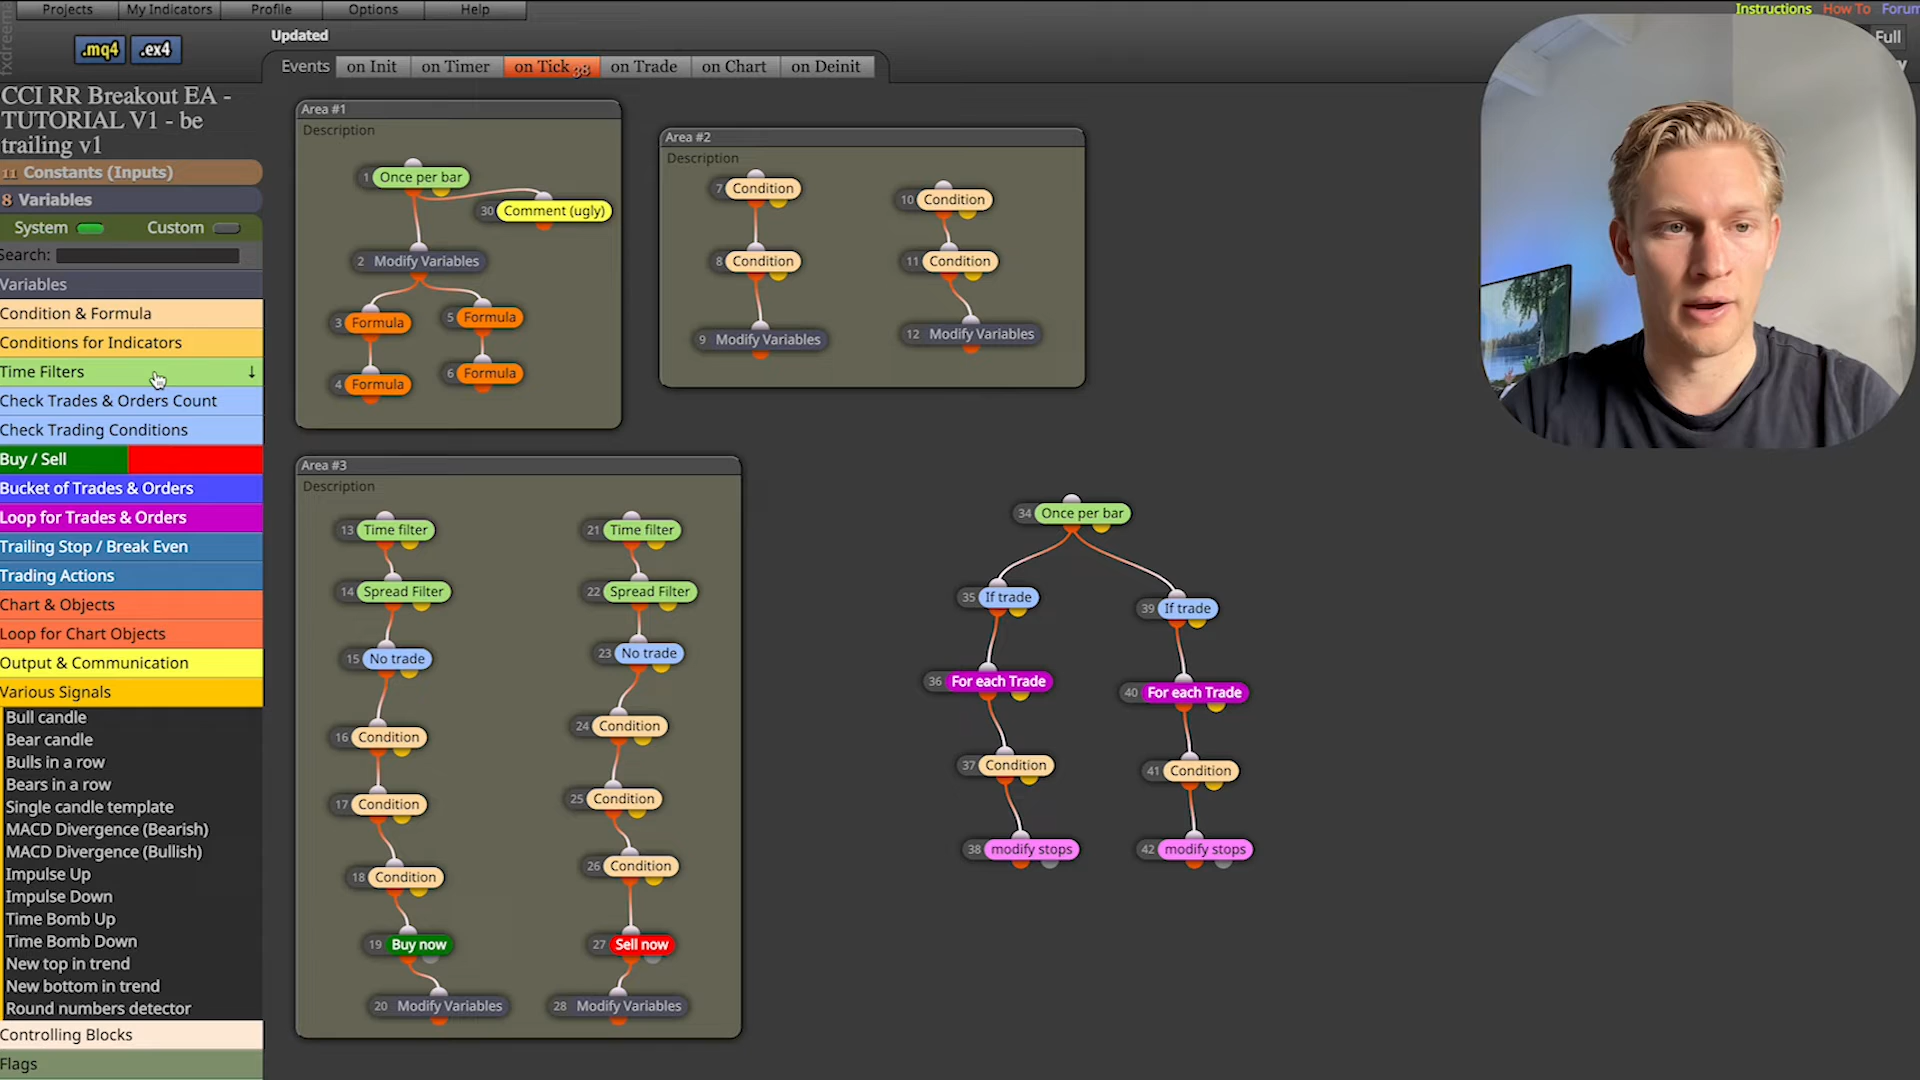 Projects
My Indicators
Profile
Options
Help
Instructions
How To
Forum
Full
.mq4
.ex4
Updated
Events
on Init
on Timer
on Tick 38
on Trade
on Chart
on Deinit
CCI RR Breakout EA -
TUTORIAL V1 - be
trailing v1
11 Constants (Inputs)
8 Variables
System
Custom
Search:
Variables
Condition & Formula
Conditions for Indicators
Time Filters ↓
Check Trades & Orders Count
Check Trading Conditions
Buy / Sell
Bucket of Trades & Orders
Loop for Trades & Orders
Trailing Stop / Break Even
Trading Actions
Chart & Objects
Loop for Chart Objects
Output & Communication
Various Signals
Bull candle
Bear candle
Bulls in a row
Bears in a row
Single candle template
MACD Divergence (Bearish)
MACD Divergence (Bullish)
Impulse Up
Impulse Down
Time Bomb Up
Time Bomb Down
New top in trend
New bottom in trend
Round numbers detector
Controlling Blocks
Flags
Area #1
Description
1 Once per bar
30 Comment (ugly)
2 Modify Variables
3 Formula
5 Formula
4 Formula
6 Formula
Area #2
Description
7 Condition
10 Condition
8 Condition
11 Condition
9 Modify Variables
12 Modify Variables
Area #3
Description
13 Time filter
21 Time filter
14 Spread Filter
22 Spread Filter
15 No trade
23 No trade
16 Condition
24 Condition
17 Condition
25 Condition
18 Condition
26 Condition
19 Buy now
27 Sell now
20 Modify Variables
28 Modify Variables
34 Once per bar
35 If trade
39 If trade
36 For each Trade
40 For each Trade
37 Condition
41 Condition
38 modify stops
42 modify stops